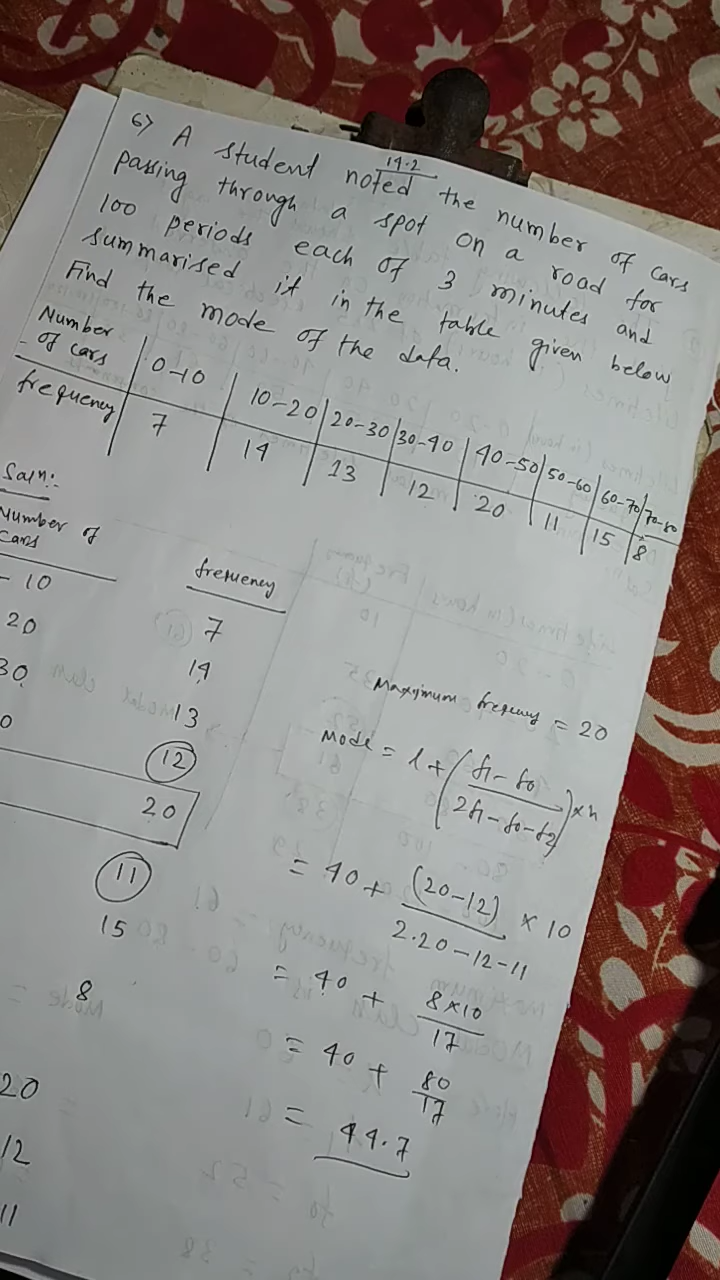 14.2
6) A student noted the number of cars
passing through a spot on a road for
100 periods each of 3 minutes and
summarised it in the table given below
Find the mode of the data.
Number of cars | 0-10 | 10-20 | 20-30 | 30-40 | 40-50 | 50-60 | 60-70 | 70-80
frequency 7 14 13 12 20 11 15 8
Soln:-
Number of cars frequency
- 10 7
20 14
30 13
0 12
20
11
15
8
20
12
11
Maximum frequency = 20
Mode = l + (f1 - f0 / 2f1 - f0 - f2) × h
= 40 + (20-12) / 2.20-12-11 × 10
= 40 + 8×10 / 17
= 40 + 80 / 17
= 44.7